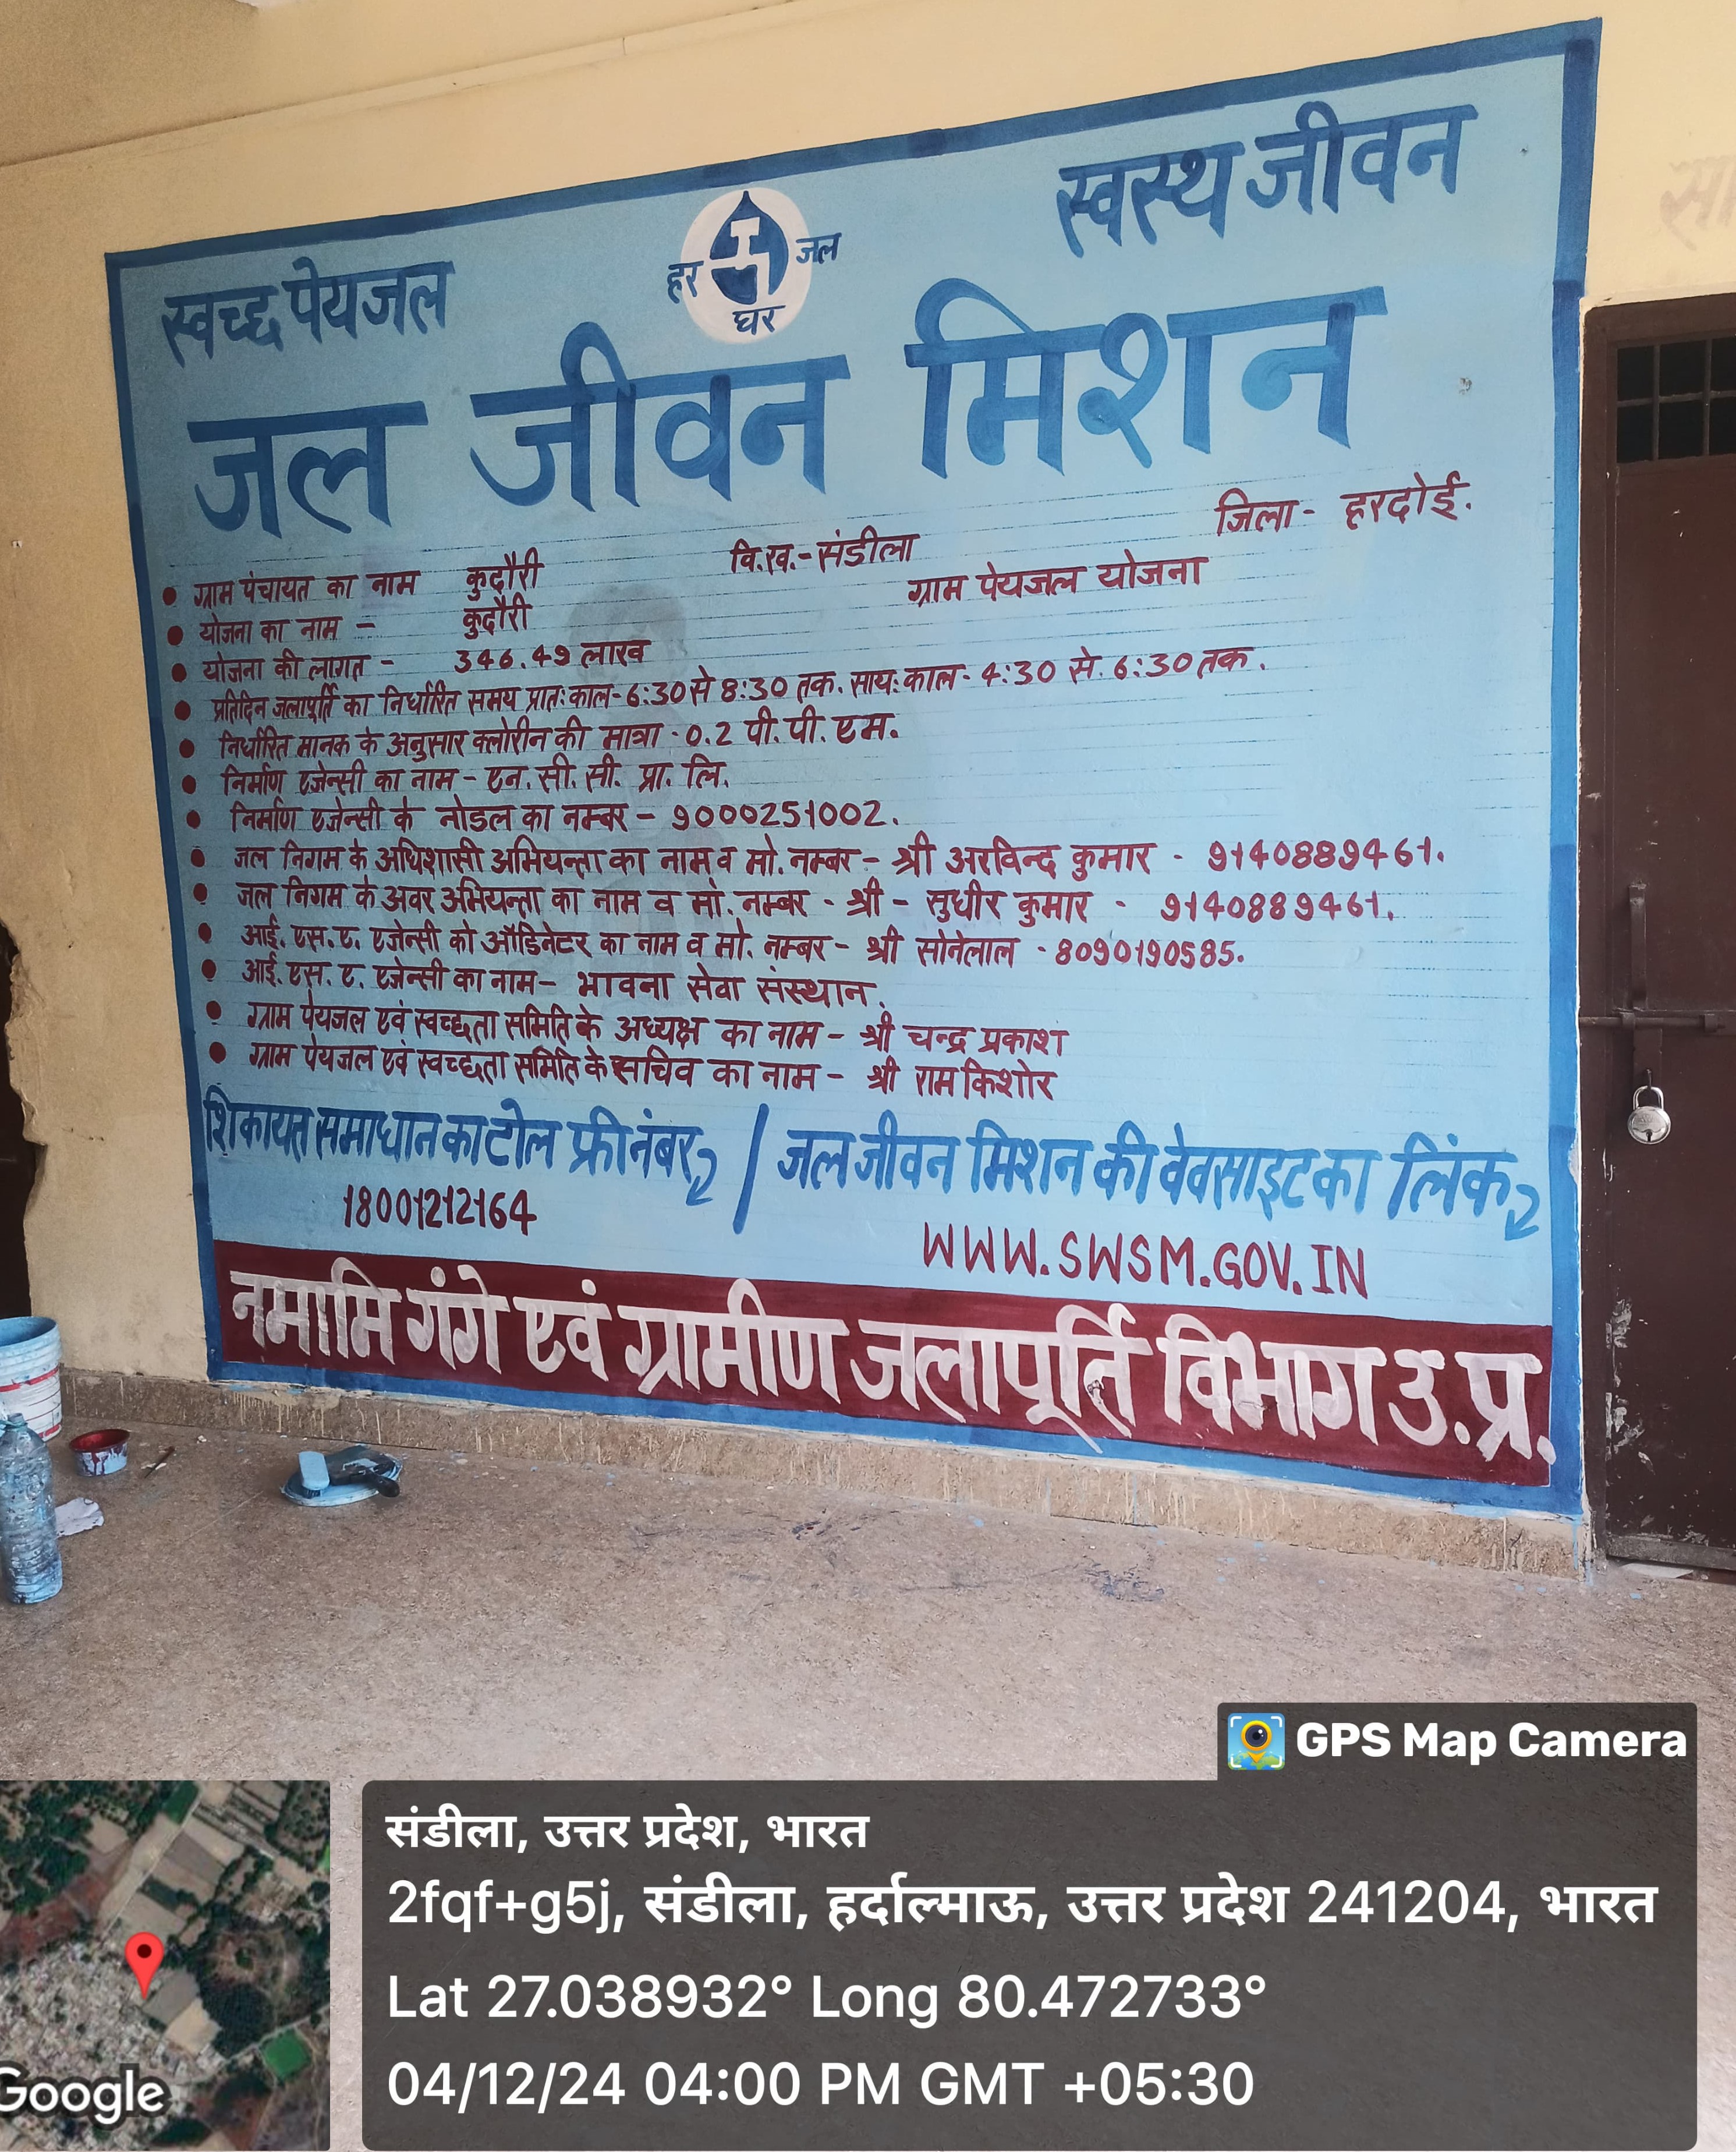 स्वच्छ पेयजल
हर घर जल
स्वस्थ जीवन
जल जीवन मिशन
जिला - हरदोई.
• ग्राम पंचायत का नाम कुदौरी वि.ख.-संडीला
• योजना का नाम - कुदौरी ग्राम पेयजल योजना
• योजना की लागत - 346.49 लाख
• प्रतिदिन जलापूर्ति का निर्धारित समय प्रातःकाल-6:30 से 8:30 तक. सायःकाल- 4:30 से. 6:30 तक.
• निर्धारित मानक के अनुसार क्लोरीन की मात्रा - 0.2 पी. पी. एम.
• निर्माण एजेन्सी का नाम - एन. सी. सी. प्रा. लि.
• निर्माण एजेन्सी के नोडल का नम्बर - 9000251002.
• जल निगम के अधिशासी अभियन्ता का नाम व मो. नम्बर - श्री अरविन्द कुमार - 9140889461.
• जल निगम के अवर अभियन्ता का नाम व मो. नम्बर - श्री - सुधीर कुमार - 9140889461.
• आई. एस. ए. एजेन्सी को ऑडिनेटर का नाम व मो. नम्बर - श्री सोनेलाल - 8090190585.
• आई. एस. ए. एजेन्सी का नाम - भावना सेवा संस्थान.
• ग्राम पेयजल एवं स्वच्छता समिति के अध्यक्ष का नाम - श्री चन्द्र प्रकाश
• ग्राम पेयजल एवं स्वच्छता समिति के सचिव का नाम - श्री राम किशोर
शिकायत समाधान का टोल फ्री नंबर / जल जीवन मिशन की वेवसाइट का लिंक
18001212164
WWW.SWSM.GOV.IN
नमामि गंगे एवं ग्रामीण जलापूर्ति विभाग उ.प्र.
GPS Map Camera
संडीला, उत्तर प्रदेश, भारत
2fqf+g5j, संडीला, हर्दाल्माऊ, उत्तर प्रदेश 241204, भारत
Lat 27.038932° Long 80.472733°
04/12/24 04:00 PM GMT +05:30
Google